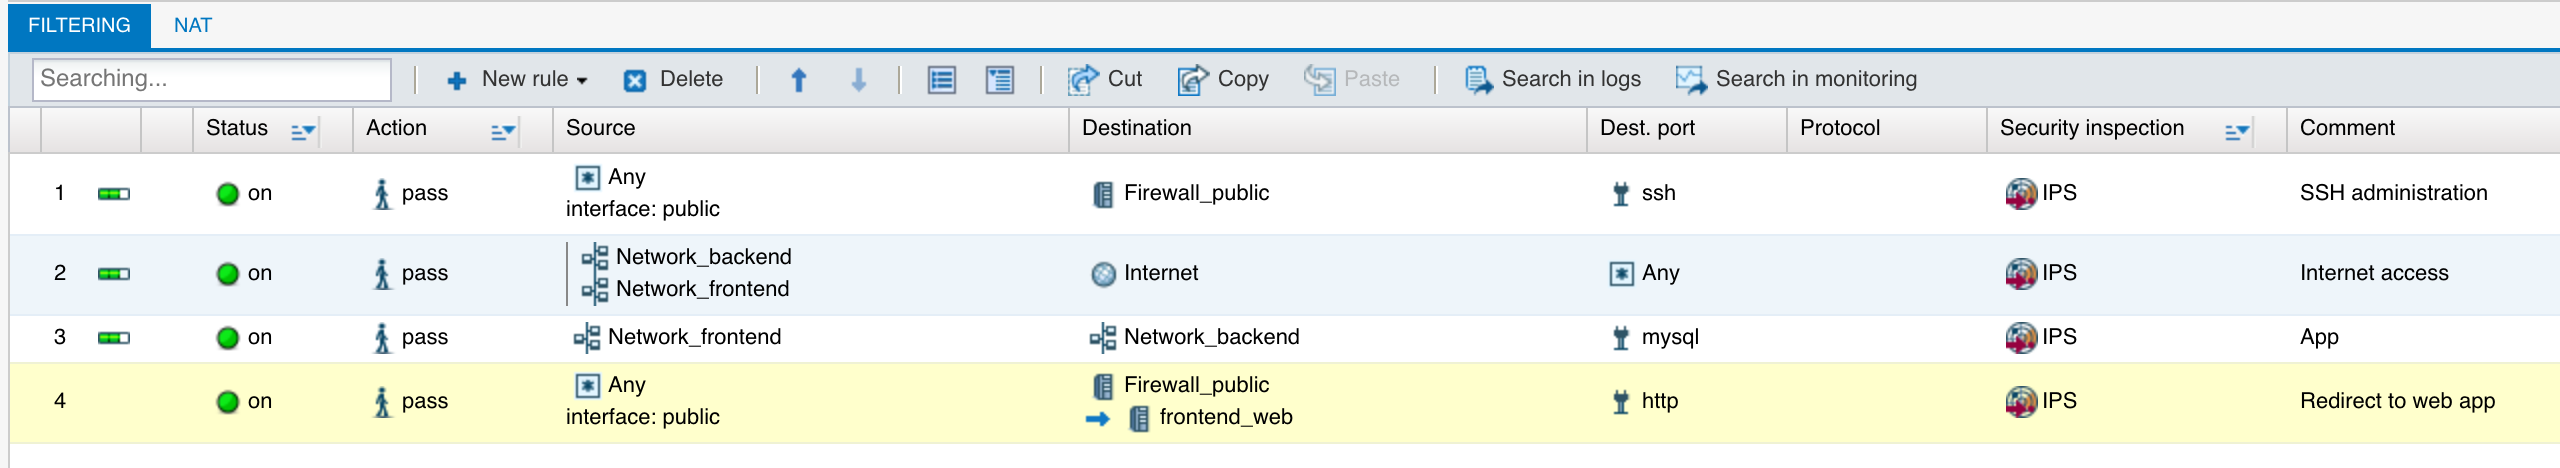 FILTERING NAT
Searching... New rule Delete Cut Copy Paste Search in logs Search in monitoring
Status Action Source Destination Dest. port Protocol Security inspection Comment
1 on pass Any Firewall_public ssh IPS SSH administration
interface: public
2 on pass Network_backend Internet Any IPS Internet access
Network_frontend
3 on pass Network_frontend Network_backend mysql IPS App
4 on pass Any Firewall_public http IPS Redirect to web app
interface: public frontend_web